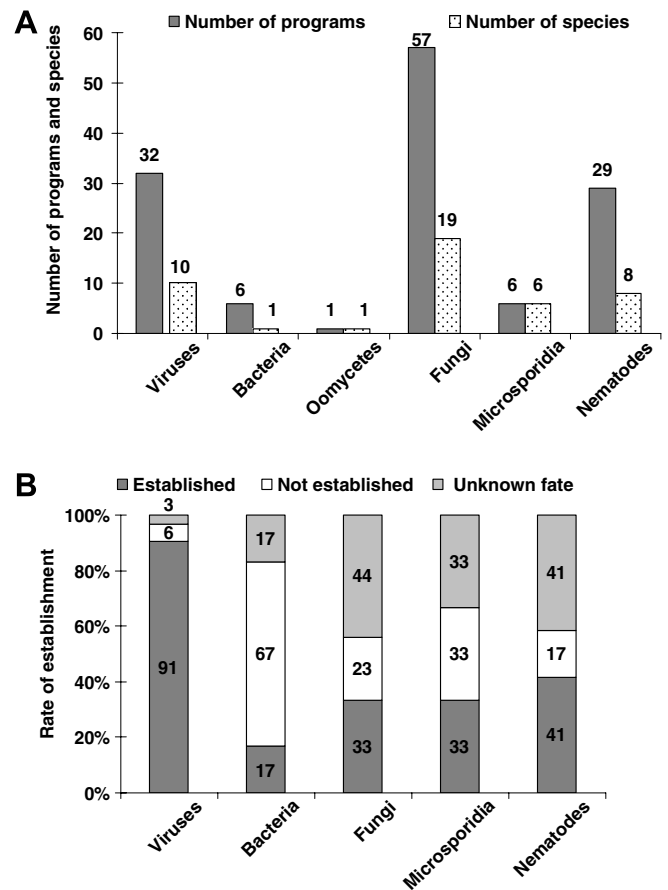 A
Number of programs
Number of species
Number of programs and species
60
50
40
30
20
10
0
32
10
6
1
1
1
57
19
6
6
29
8
Viruses
Bacteria
Oomycetes
Fungi
Microsporidia
Nematodes
B
Established
Not established
Unknown fate
Rate of establishment
100%
80%
60%
40%
20%
0%
3
6
91
17
67
17
44
23
33
33
33
33
41
17
41
Viruses
Bacteria
Fungi
Microsporidia
Nematodes